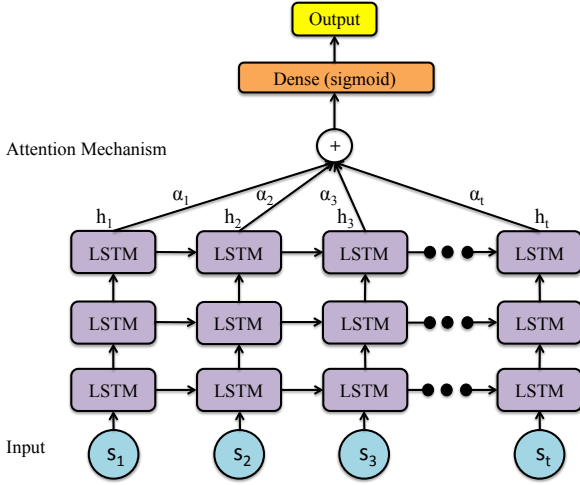 Output
Dense (sigmoid)
Attention Mechanism
+
α1 α2 α3 αt
h1 h2 h3 ht
LSTM LSTM LSTM LSTM
LSTM LSTM LSTM LSTM
LSTM LSTM LSTM LSTM
Input s1 s2 s3 st